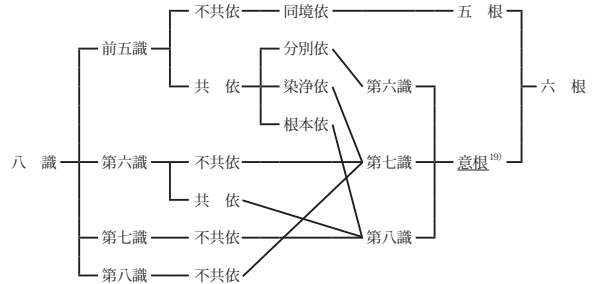 不共依 同境依 五 根
前五識 分別依
共 依 染浄依 第六識 六 根
根本依
八 識 第六識 不共依 第七識 意根19)
共 依
第七識 不共依 第八識
第八識 不共依